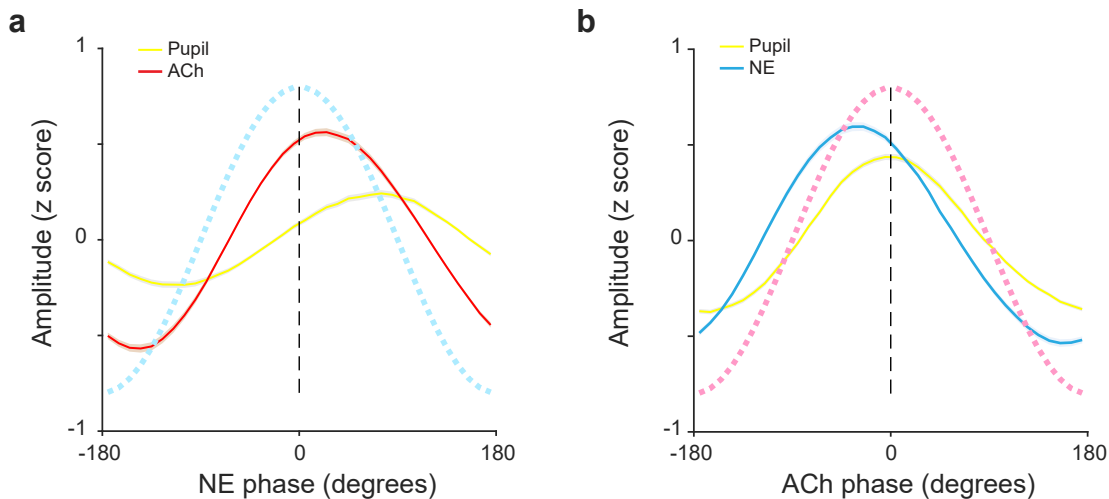 a
Pupil
ACh
1
0
-1
Amplitude (z score)
-180
0
180
NE phase (degrees)
b
Pupil
NE
1
0
-1
Amplitude (z score)
-180
0
180
ACh phase (degrees)